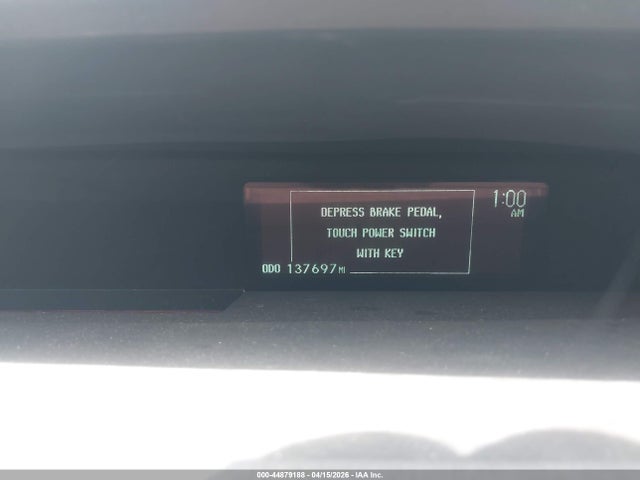 DEPRESS BRAKE PEDAL,
TOUCH POWER SWITCH
WITH KEY
1:00
AM
ODO 137697 MI
000-44879188 - 04/15/2026 - IAA Inc.